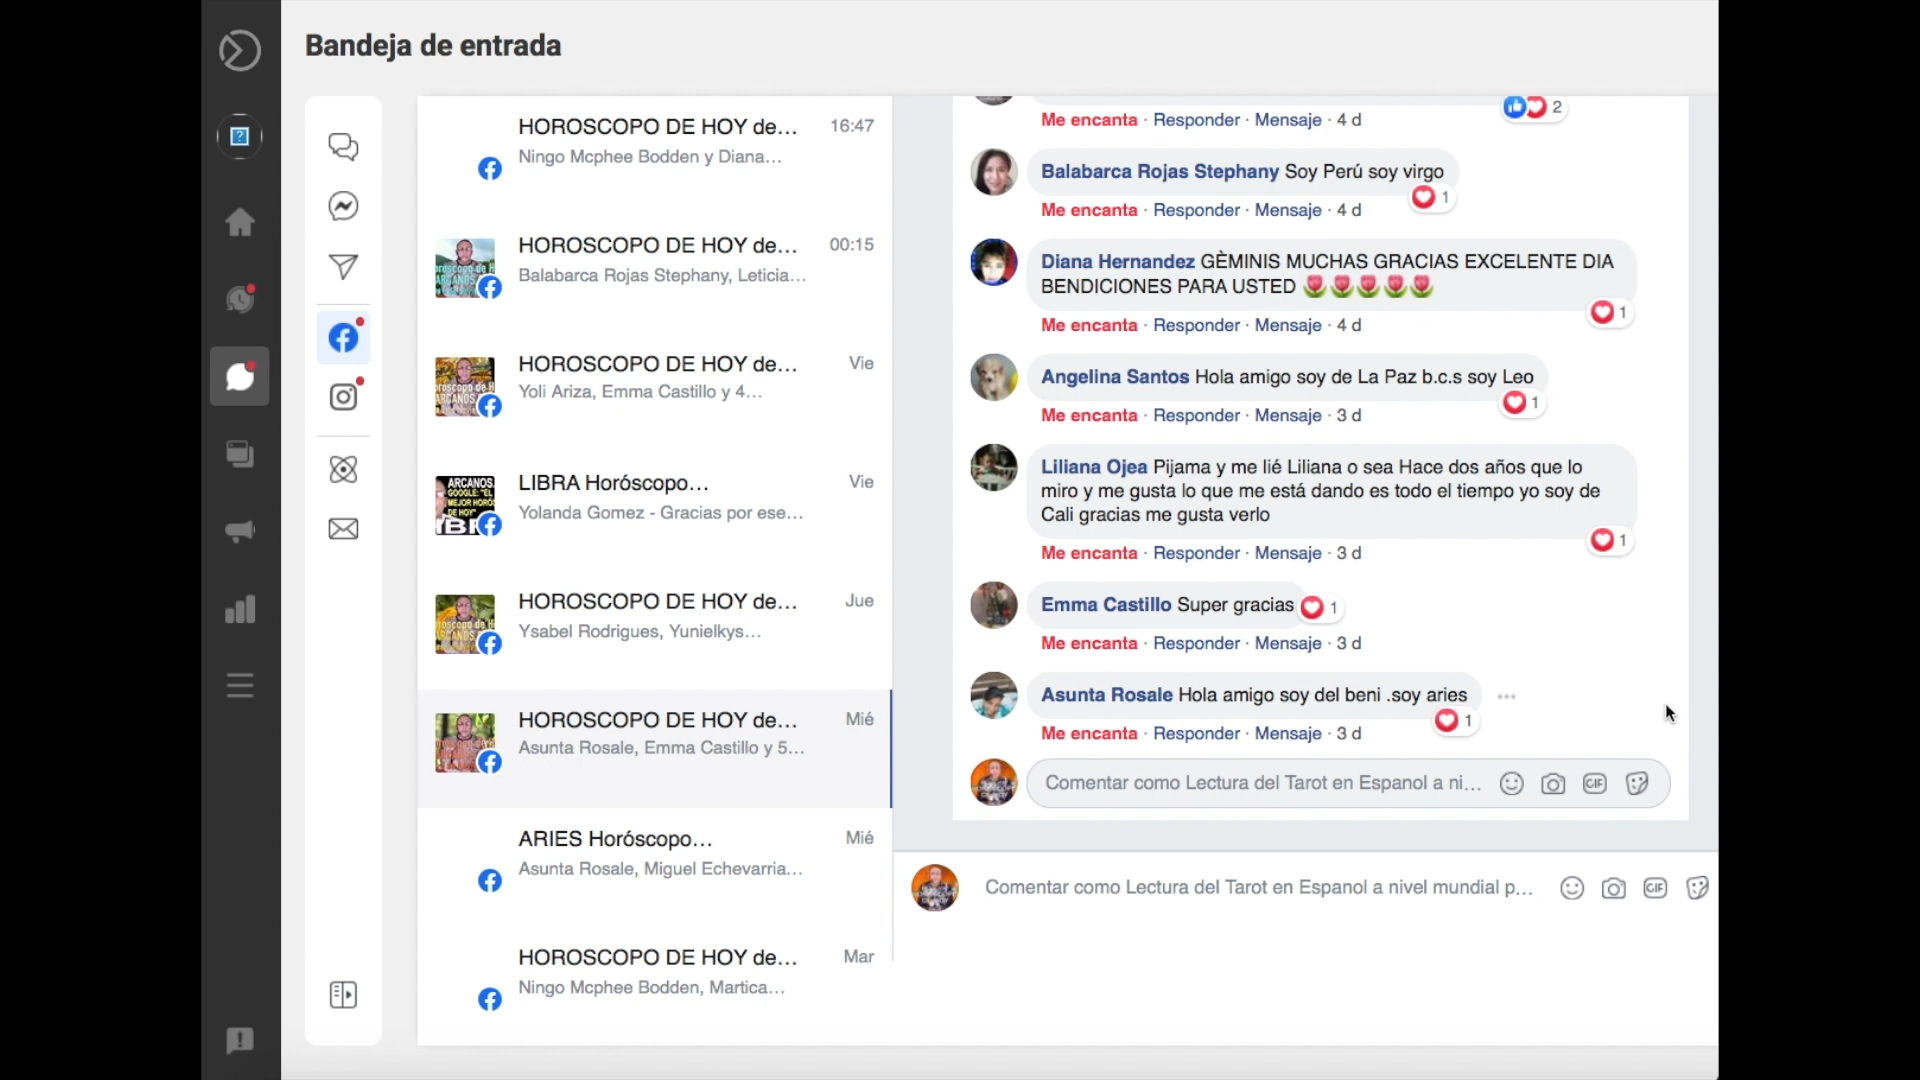 Bandeja de entrada
HOROSCOPO DE HOY de... 16:47
Ningo Mcphee Bodden y Diana...
HOROSCOPO DE HOY de... 00:15
Balabarca Rojas Stephany, Leticia...
HOROSCOPO DE HOY de... Vie
Yoli Ariza, Emma Castillo y 4...
LIBRA Horóscopo... Vie
Yolanda Gomez - Gracias por ese...
ARCANOS
GOOGLE: "EL
MEJOR HORÓS
DE HOY"
HOROSCOPO DE HOY de... Jue
Ysabel Rodrigues, Yunielkys...
HOROSCOPO DE HOY de... Mié
Asunta Rosale, Emma Castillo y 5...
ARIES Horóscopo... Mié
Asunta Rosale, Miguel Echevarria...
HOROSCOPO DE HOY de... Mar
Ningo Mcphee Bodden, Martica...
2
Me encanta · Responder · Mensaje · 4 d
Balabarca Rojas Stephany Soy Perú soy virgo
1
Me encanta · Responder · Mensaje · 4 d
Diana Hernandez GÈMINIS MUCHAS GRACIAS EXCELENTE DIA
BENDICIONES PARA USTED 🌷🌷🌷🌷🌷
1
Me encanta · Responder · Mensaje · 4 d
Angelina Santos Hola amigo soy de La Paz b.c.s soy Leo
1
Me encanta · Responder · Mensaje · 3 d
Liliana Ojea Pijama y me lié Liliana o sea Hace dos años que lo
miro y me gusta lo que me está dando es todo el tiempo yo soy de
Cali gracias me gusta verlo
1
Me encanta · Responder · Mensaje · 3 d
Emma Castillo Super gracias 1
Me encanta · Responder · Mensaje · 3 d
Asunta Rosale Hola amigo soy del beni .soy aries
1
Me encanta · Responder · Mensaje · 3 d
Comentar como Lectura del Tarot en Espanol a ni... GIF
Comentar como Lectura del Tarot en Espanol a nivel mundial p... GIF